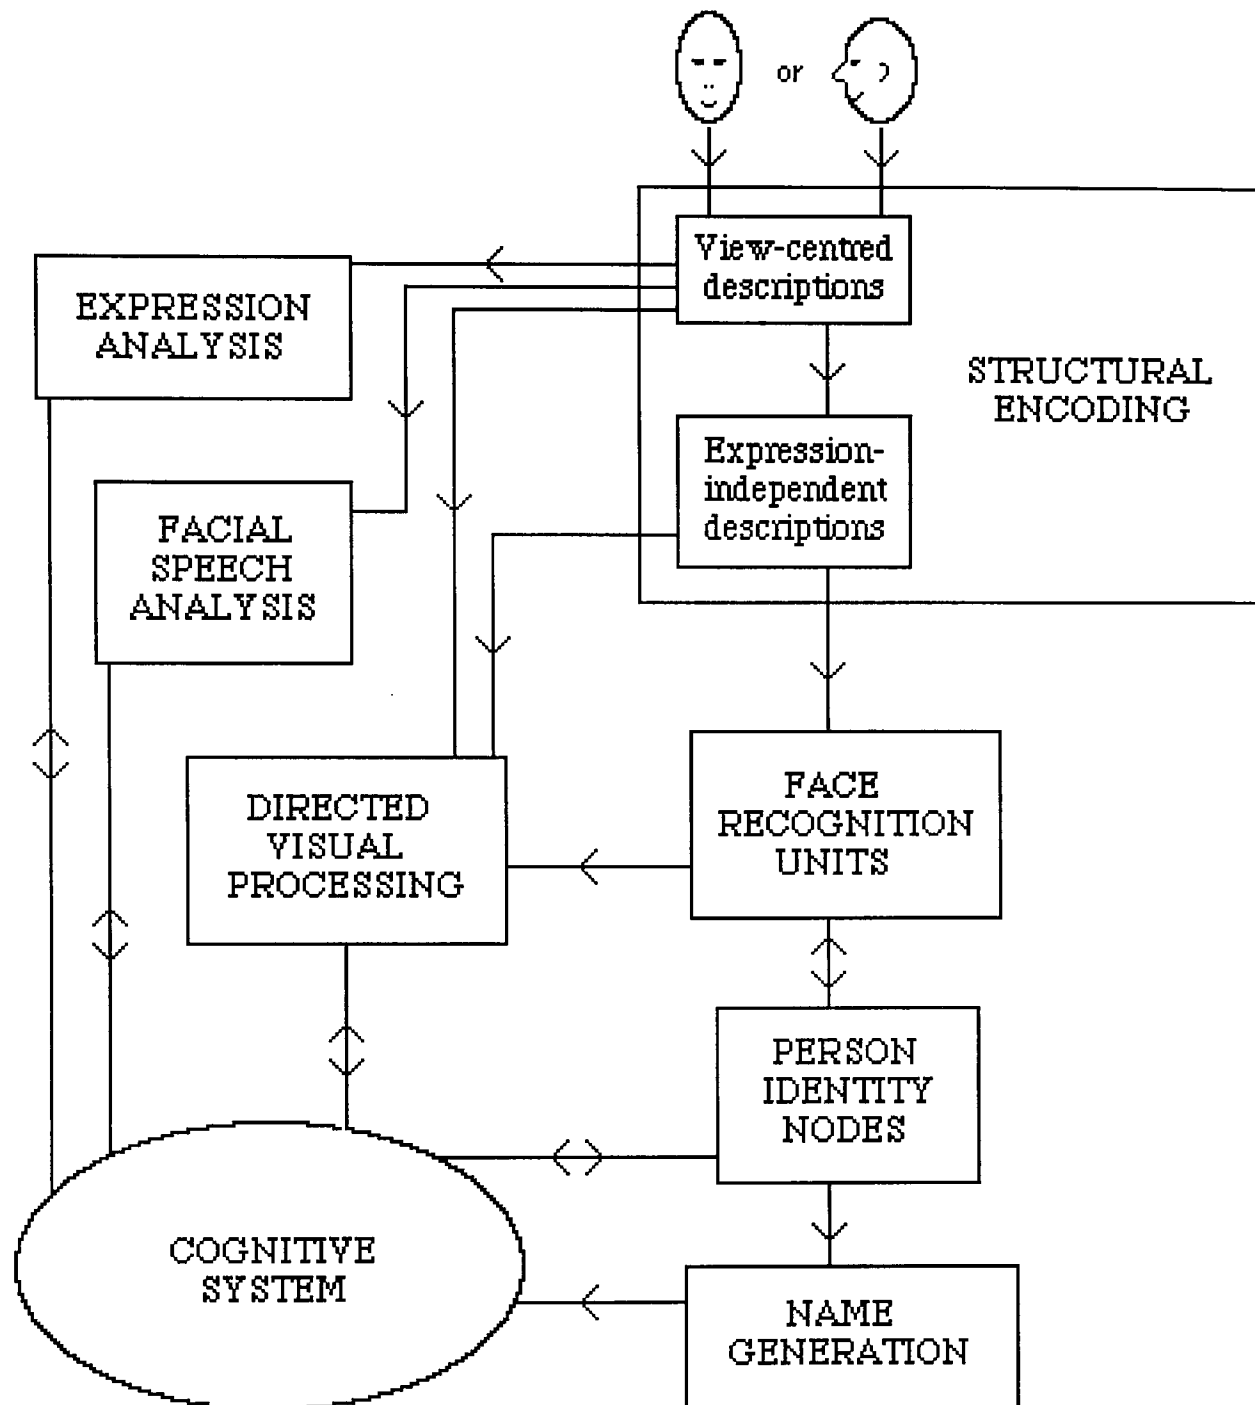 or
View-centred
descriptions
EXPRESSION
ANALYSIS
STRUCTURAL
ENCODING
Expression-
independent
descriptions
FACIAL
SPEECH
ANALYSIS
DIRECTED
VISUAL
PROCESSING
FACE
RECOGNITION
UNITS
PERSON
IDENTITY
NODES
COGNITIVE
SYSTEM
NAME
GENERATION